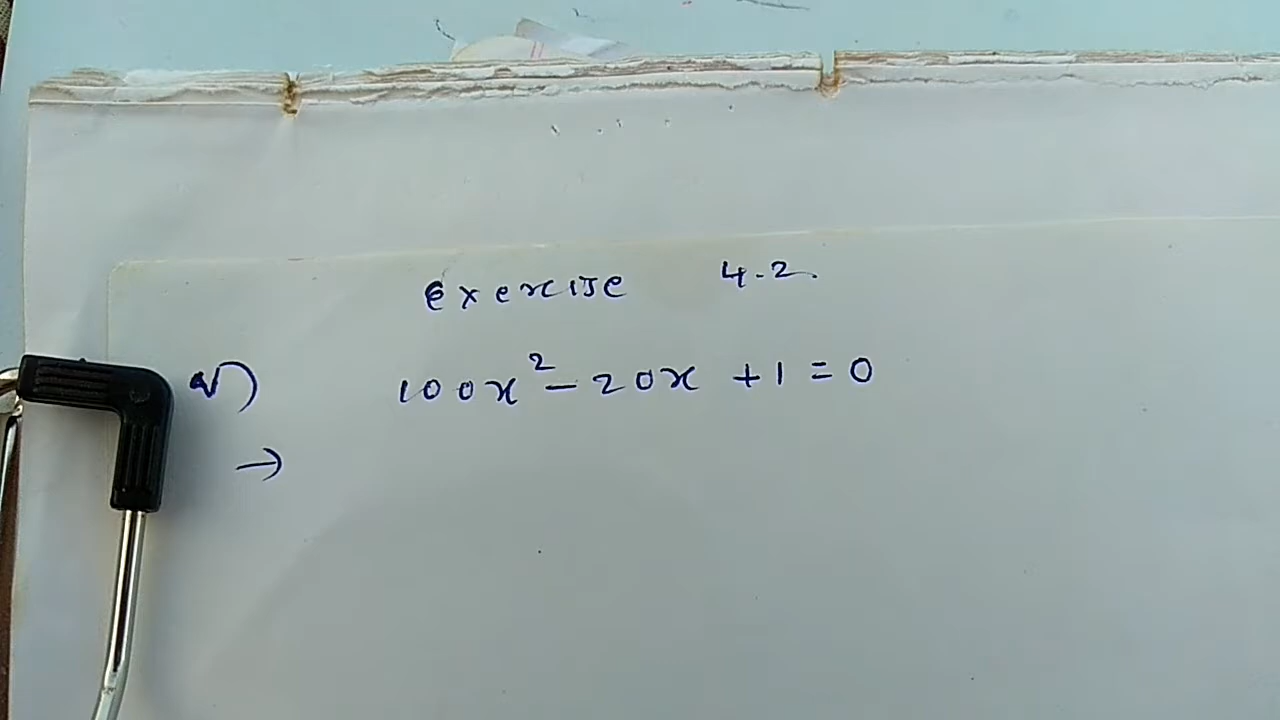 exercise 4.2.
v) 100x² - 20x + 1 = 0
→